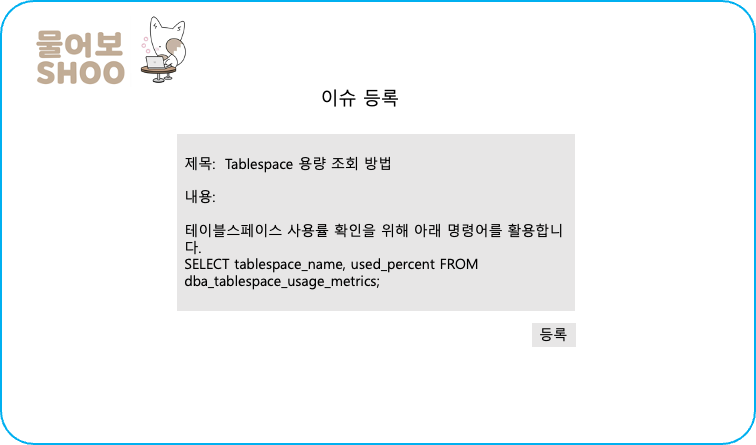 물어보
SHOO
이슈 등록
제목:  Tablespace 용량 조회 방법
내용:
테이블스페이스 사용률 확인을 위해 아래 명령어를 활용합니
다.
SELECT tablespace_name, used_percent FROM
dba_tablespace_usage_metrics;
등록